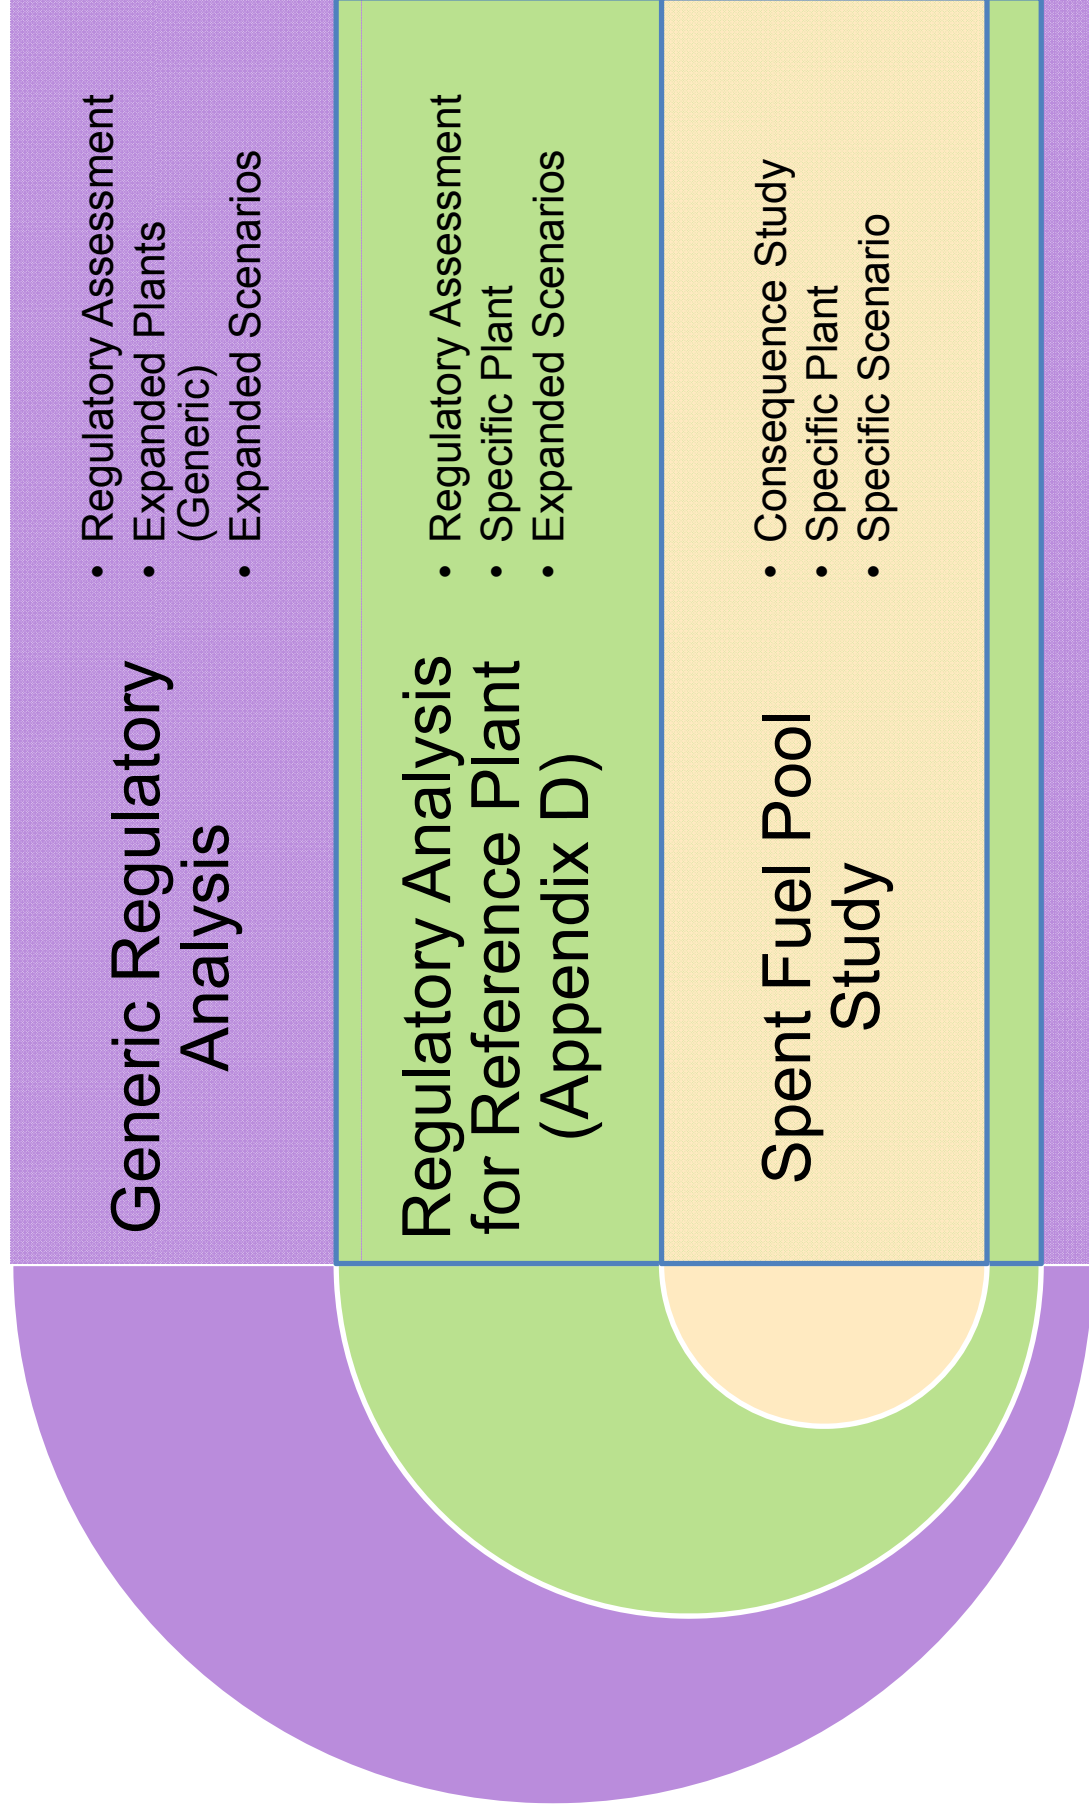 Generic Regulatory
Analysis
• Regulatory Assessment
• Expanded Plants
(Generic)
• Expanded Scenarios
Regulatory Analysis
for Reference Plant
(Appendix D)
• Regulatory Assessment
• Specific Plant
• Expanded Scenarios
Spent Fuel Pool
Study
• Consequence Study
• Specific Plant
• Specific Scenario